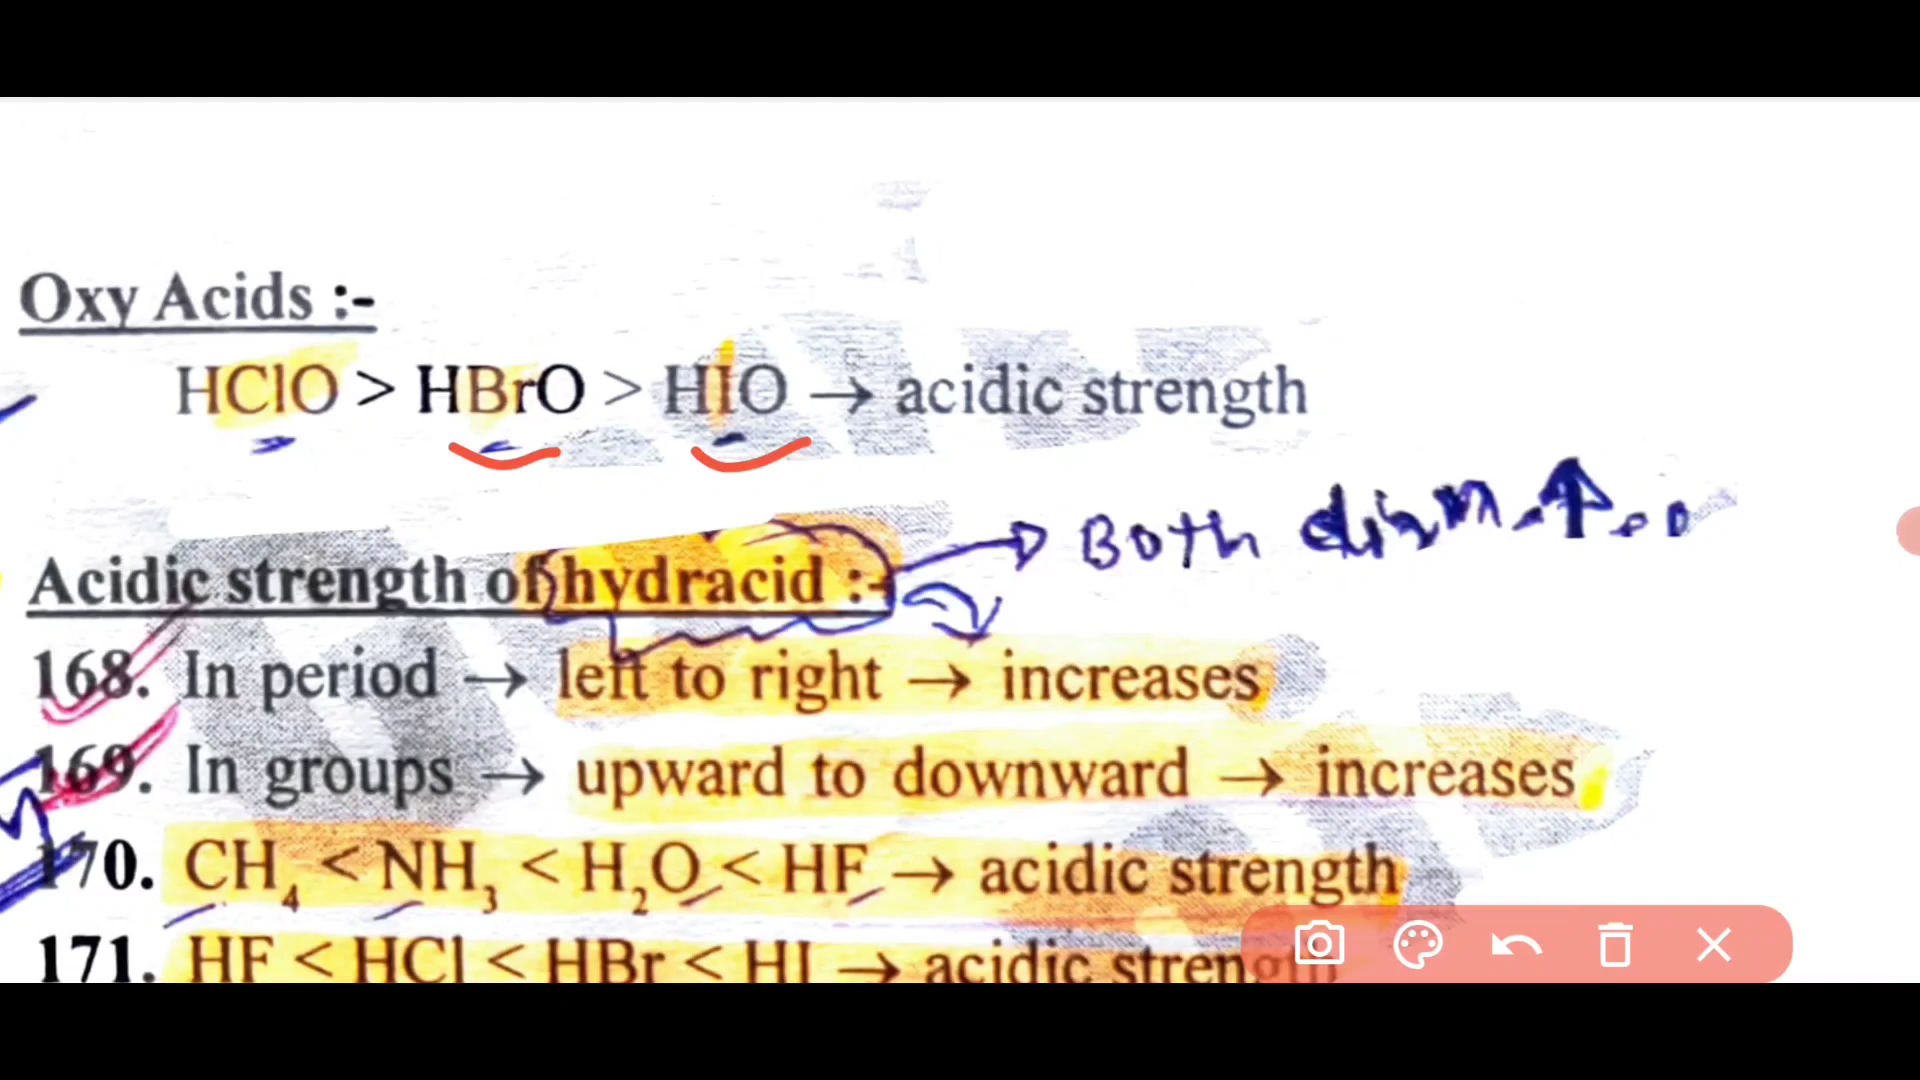 Oxy Acids :-
HClO > HBrO > HIO → acidic strength
Both
Acidic strength of hydracid :-
168. In period → left to right → increases
169. In groups → upward to downward → increases
170. CH₄ < NH₃ < H₂O < HF → acidic strength
171. HF < HCl < HBr < HI → acidic strength